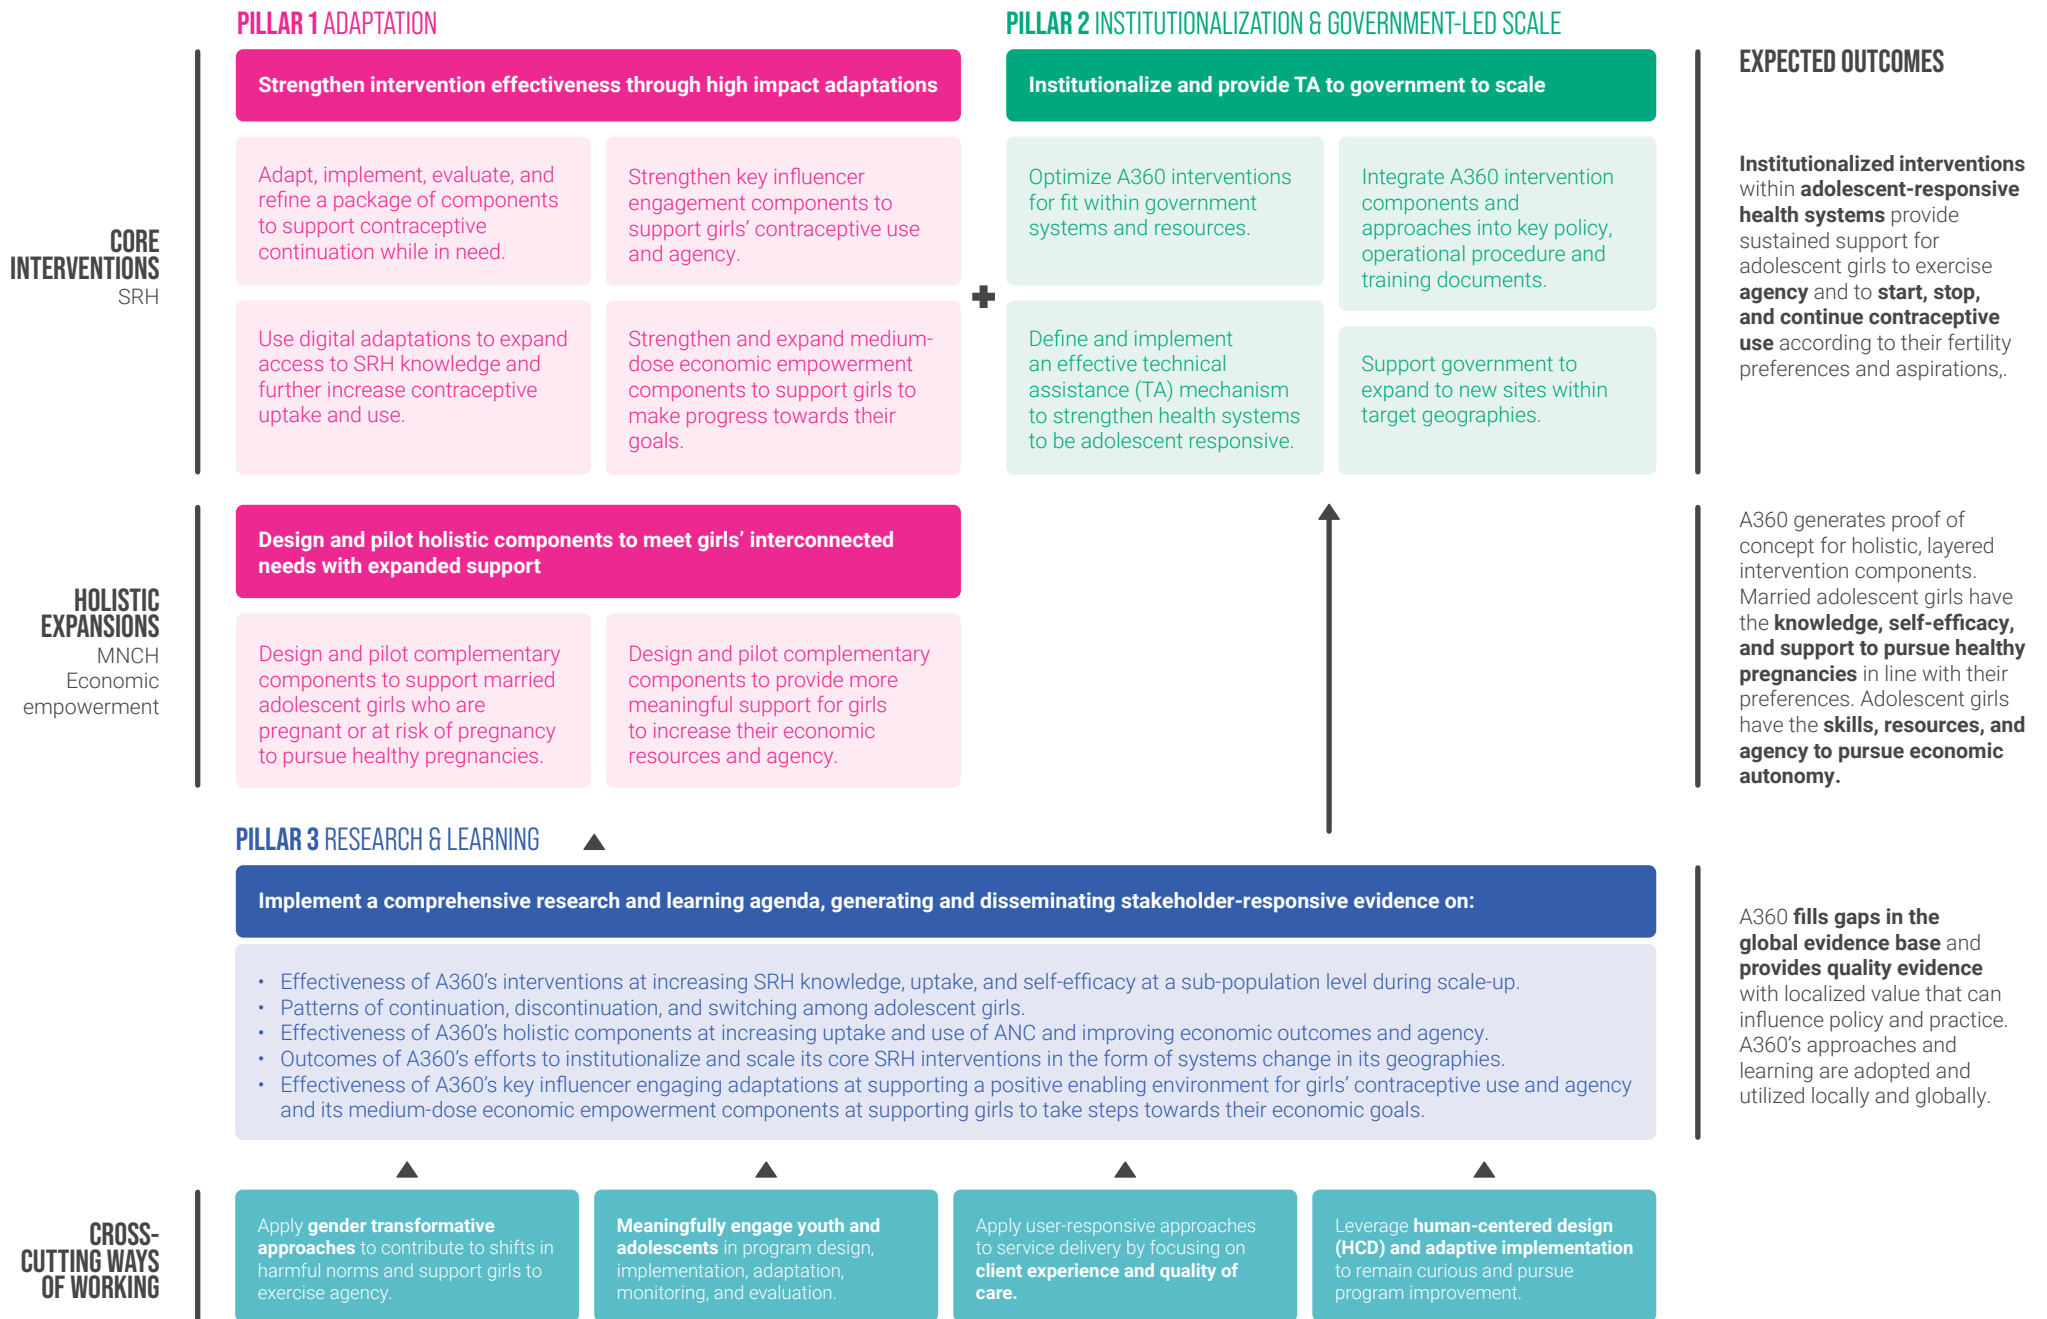 PILLAR 1 ADAPTATION
Strengthen intervention effectiveness through high impact adaptations
CORE
INTERVENTIONS
SRH
Adapt, implement, evaluate, and
refine a package of components
to support contraceptive
continuation while in need.
Strengthen key influencer
engagement components to
support girls’ contraceptive use
and agency.
Use digital adaptations to expand
access to SRH knowledge and
further increase contraceptive
uptake and use.
Strengthen and expand medium-
dose economic empowerment
components to support girls to
make progress towards their
goals.
PILLAR 2 INSTITUTIONALIZATION & GOVERNMENT-LED SCALE
Institutionalize and provide TA to government to scale
Optimize A360 interventions
for fit within government
systems and resources.
Integrate A360 intervention
components and
approaches into key policy,
operational procedure and
training documents.
Define and implement
an effective technical
assistance (TA) mechanism
to strengthen health systems
to be adolescent responsive.
Support government to
expand to new sites within
target geographies.
EXPECTED OUTCOMES
Institutionalized interventions
within adolescent-responsive
health systems provide
sustained support for
adolescent girls to exercise
agency and to start, stop,
and continue contraceptive
use according to their fertility
preferences and aspirations,.
HOLISTIC
EXPANSIONS
MNCH
Economic
empowerment
Design and pilot holistic components to meet girls’ interconnected
needs with expanded support
Design and pilot complementary
components to support married
adolescent girls who are
pregnant or at risk of pregnancy
to pursue healthy pregnancies.
Design and pilot complementary
components to provide more
meaningful support for girls
to increase their economic
resources and agency.
A360 generates proof of
concept for holistic, layered
intervention components.
Married adolescent girls have
the knowledge, self-efficacy,
and support to pursue healthy
pregnancies in line with their
preferences. Adolescent girls
have the skills, resources, and
agency to pursue economic
autonomy.
PILLAR 3 RESEARCH & LEARNING
Implement a comprehensive research and learning agenda, generating and disseminating stakeholder-responsive evidence on:
• Effectiveness of A360’s interventions at increasing SRH knowledge, uptake, and self-efficacy at a sub-population level during scale-up.
• Patterns of continuation, discontinuation, and switching among adolescent girls.
• Effectiveness of A360’s holistic components at increasing uptake and use of ANC and improving economic outcomes and agency.
• Outcomes of A360’s efforts to institutionalize and scale its core SRH interventions in the form of systems change in its geographies.
• Effectiveness of A360’s key influencer engaging adaptations at supporting a positive enabling environment for girls’ contraceptive use and agency
and its medium-dose economic empowerment components at supporting girls to take steps towards their economic goals.
A360 fills gaps in the
global evidence base and
provides quality evidence
with localized value that can
influence policy and practice.
A360’s approaches and
learning are adopted and
utilized locally and globally.
CROSS-
CUTTING WAYS
OF WORKING
Apply gender transformative
approaches to contribute to shifts in
harmful norms and support girls to
exercise agency.
Meaningfully engage youth and
adolescents in program design,
implementation, adaptation,
monitoring, and evaluation.
Apply user-responsive approaches
to service delivery by focusing on
client experience and quality of
care.
Leverage human-centered design
(HCD) and adaptive implementation
to remain curious and pursue
program improvement.